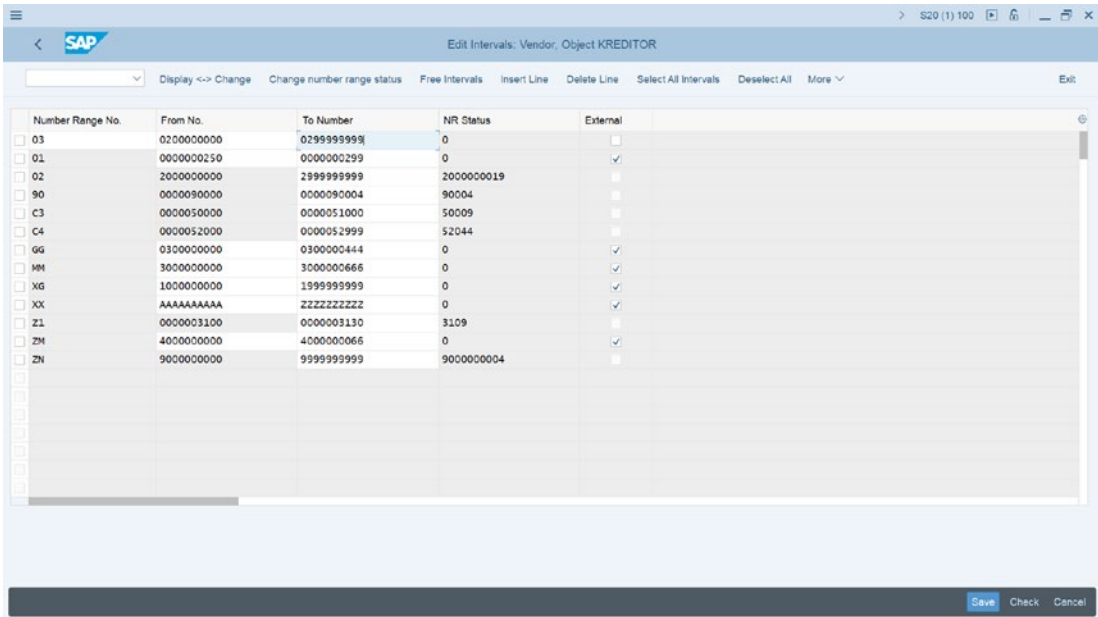 S20 (1) 100
SAP
Edit Intervals: Vendor, Object KREDITOR
Display <-> Change Change number range status Free Intervals Insert Line Delete Line Select All Intervals Deselect All More Exit
Number Range No. From No. To Number NR Status External
03 0200000000 0299999999 0
01 0000000250 0000000299 0
02 2000000000 2999999999 2000000019
90 0000090000 0000090004 90004
C3 0000050000 0000051000 50009
C4 0000052000 0000052999 52044
GG 0300000000 0300000444 0
MM 3000000000 3000000666 0
XG 1000000000 1999999999 0
XX AAAAAAAAAA ZZZZZZZZZZ 0
Z1 0000003100 0000003130 3109
ZM 4000000000 4000000066 0
ZN 9000000000 9999999999 9000000004
Save Check Cancel